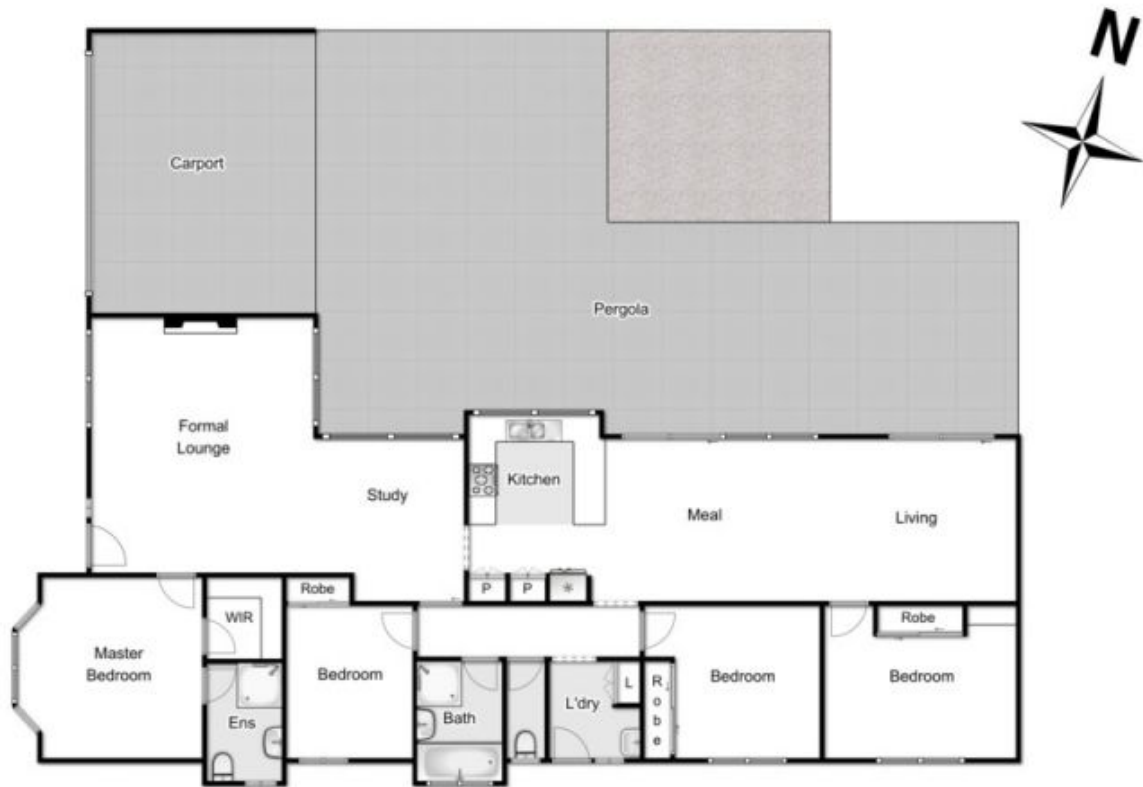 N
Carport
Pergola
Formal
Lounge
Study
Kitchen
Meal
Living
P
P
*
Robe
WIR
Robe
Master
Bedroom
Bedroom
L
Robe
Bedroom
Bedroom
Ens
Bath
L'dry